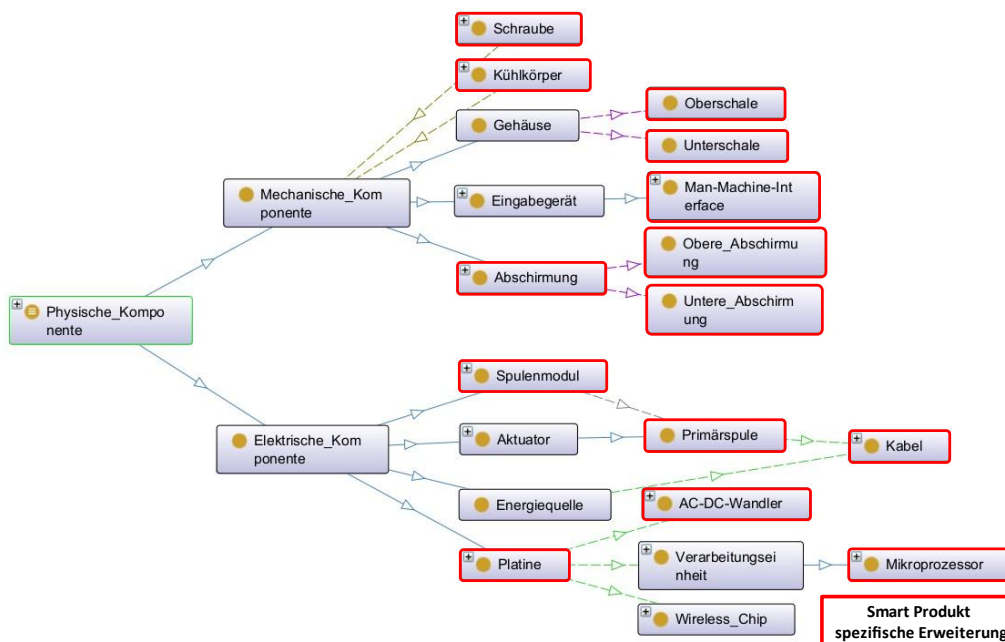 Schraube
Kühlkörper
Gehäuse
Oberschale
Unterschale
Mechanische_Kom
ponente
Eingabegerät
Man-Machine-Int
erface
Obere_Abschirmu
ng
Abschirmung
Untere_Abschirm
ung
Physische_Kompo
nente
Spulenmodul
Elektrische_Kom
ponente
Aktuator
Primärspule
Kabel
Energiequelle
AC-DC-Wandler
Platine
Verarbeitungsei
nheit
Mikroprozessor
Wireless_Chip
Smart Produkt
spezifische Erweiterung